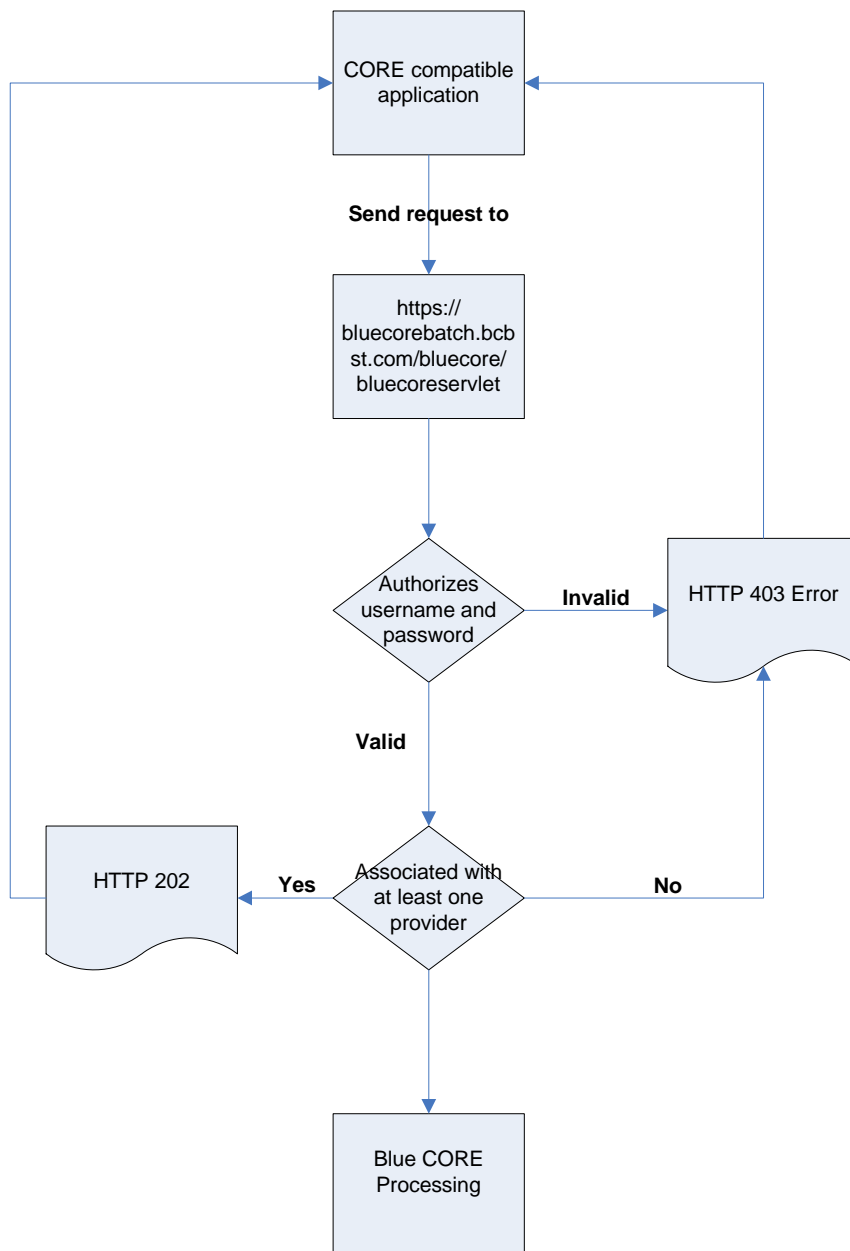 CORE compatible
application
Send request to
https://
bluecorebatch.bcb
st.com/bluecore/
bluecoreservlet
Authorizes
username and
password
Invalid
HTTP 403 Error
Valid
HTTP 202
Yes
Associated with
at least one
provider
No
Blue CORE
Processing